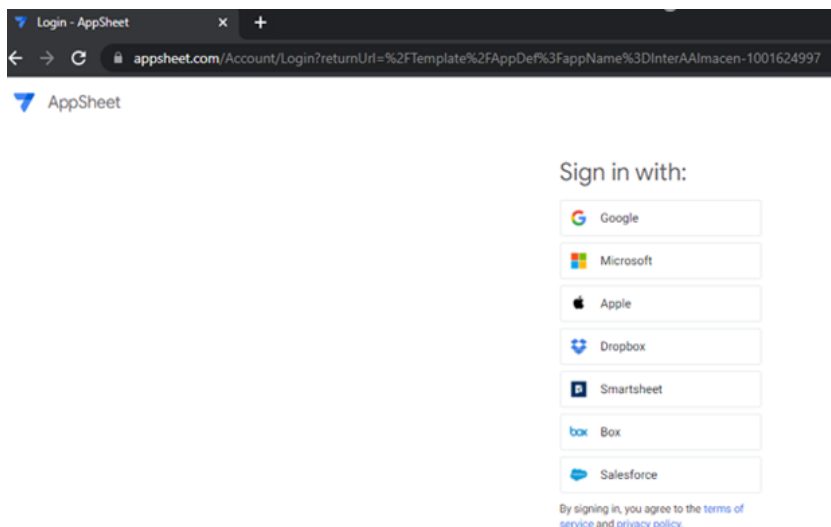 Login - AppSheet
appsheet.com/Account/Login?returnUrl=%2FTemplate%2FAppDef%3FappName%3DInterAAlmacen-1001624997
AppSheet
Sign in with:
Google
Microsoft
Apple
Dropbox
Smartsheet
box Box
Salesforce
By signing in, you agree to the terms of
service and privacy policy.